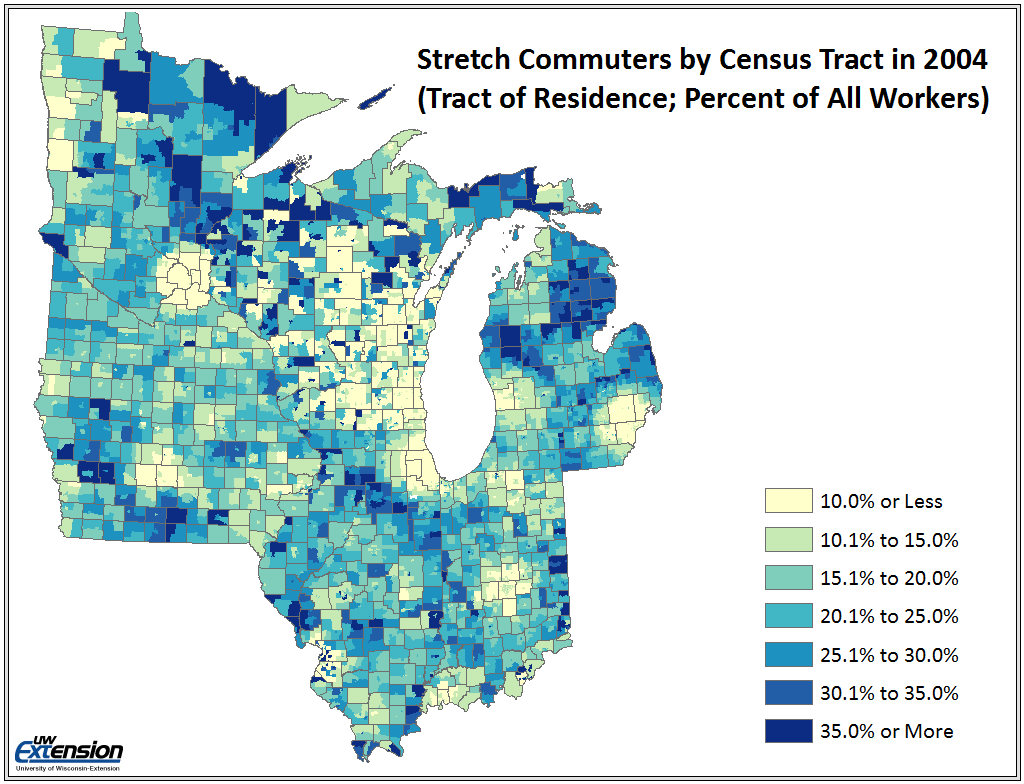 Stretch Commuters by Census Tract in 2004
(Tract of Residence; Percent of All Workers)
10.0% or Less
10.1% to 15.0%
15.1% to 20.0%
20.1% to 25.0%
25.1% to 30.0%
30.1% to 35.0%
35.0% or More
UW
Extension
University of Wisconsin-Extension